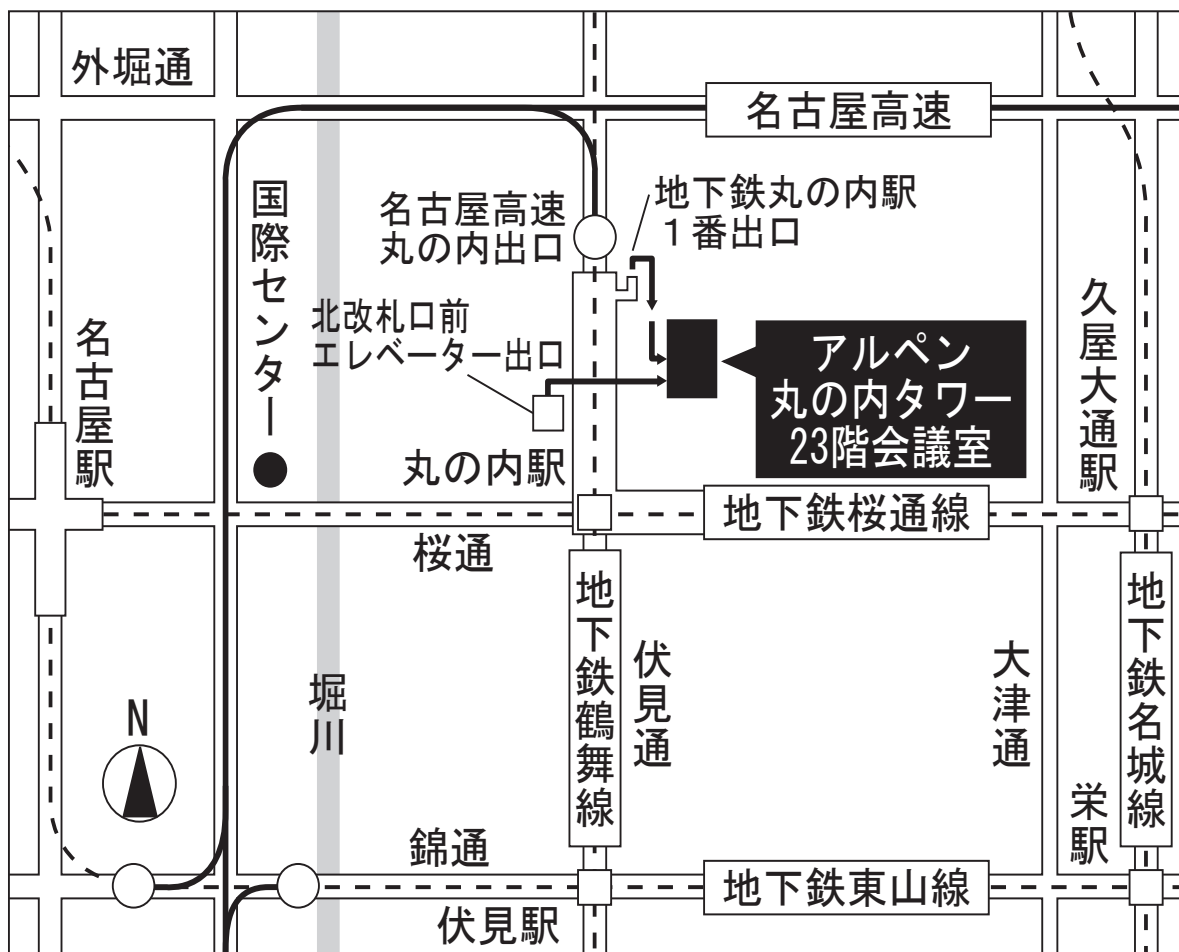 外堀通
名古屋高速
国際センター
名古屋高速
丸の内出口
地下鉄丸の内駅
１番出口
北改札口前
エレベーター出口
名古屋駅
アルペン
丸の内タワー
23階会議室
久屋大通駅
丸の内駅
地下鉄桜通線
桜通
地下鉄鶴舞線
伏見通
大津通
地下鉄名城線
堀川
N
栄駅
錦通
地下鉄東山線
伏見駅